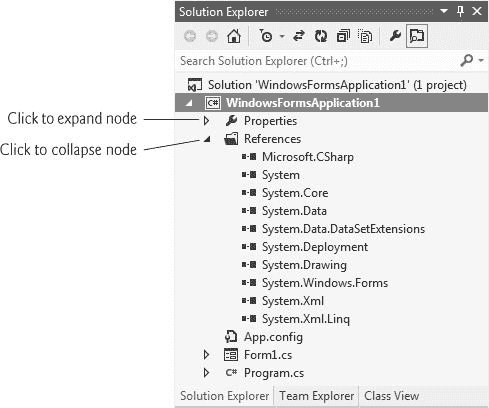 Solution Explorer
Search Solution Explorer (Ctrl+;)
Solution 'WindowsFormsApplication1' (1 project)
C# WindowsFormsApplication1
Click to expand node
Properties
Click to collapse node
References
Microsoft.CSharp
System
System.Core
System.Data
System.Data.DataSetExtensions
System.Deployment
System.Drawing
System.Windows.Forms
System.Xml
System.Xml.Linq
App.config
Form1.cs
C# Program.cs
Solution Explorer Team Explorer Class View